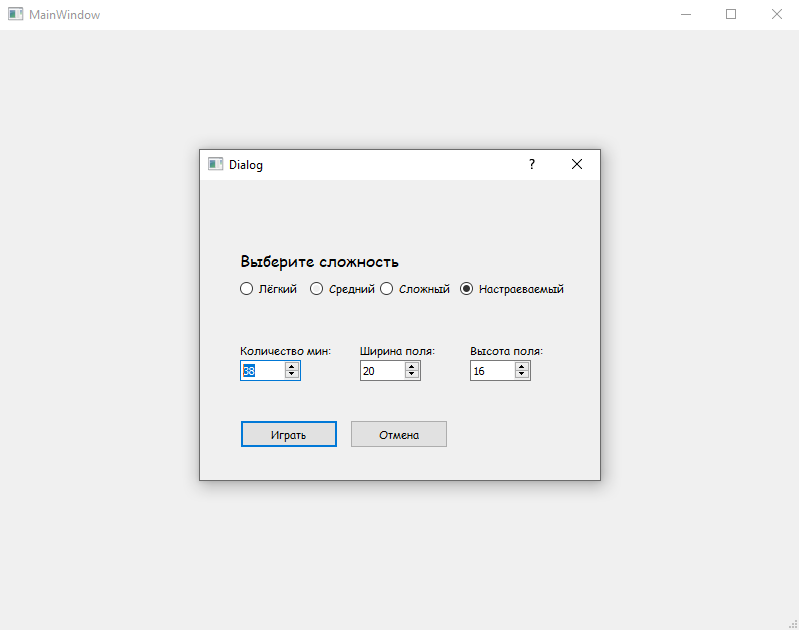 MainWindow
Dialog
?
Выберите сложность
Лёгкий Средний Сложный Настраеваемый
Количество мин: Ширина поля: Высота поля:
38 20 16
Играть Отмена